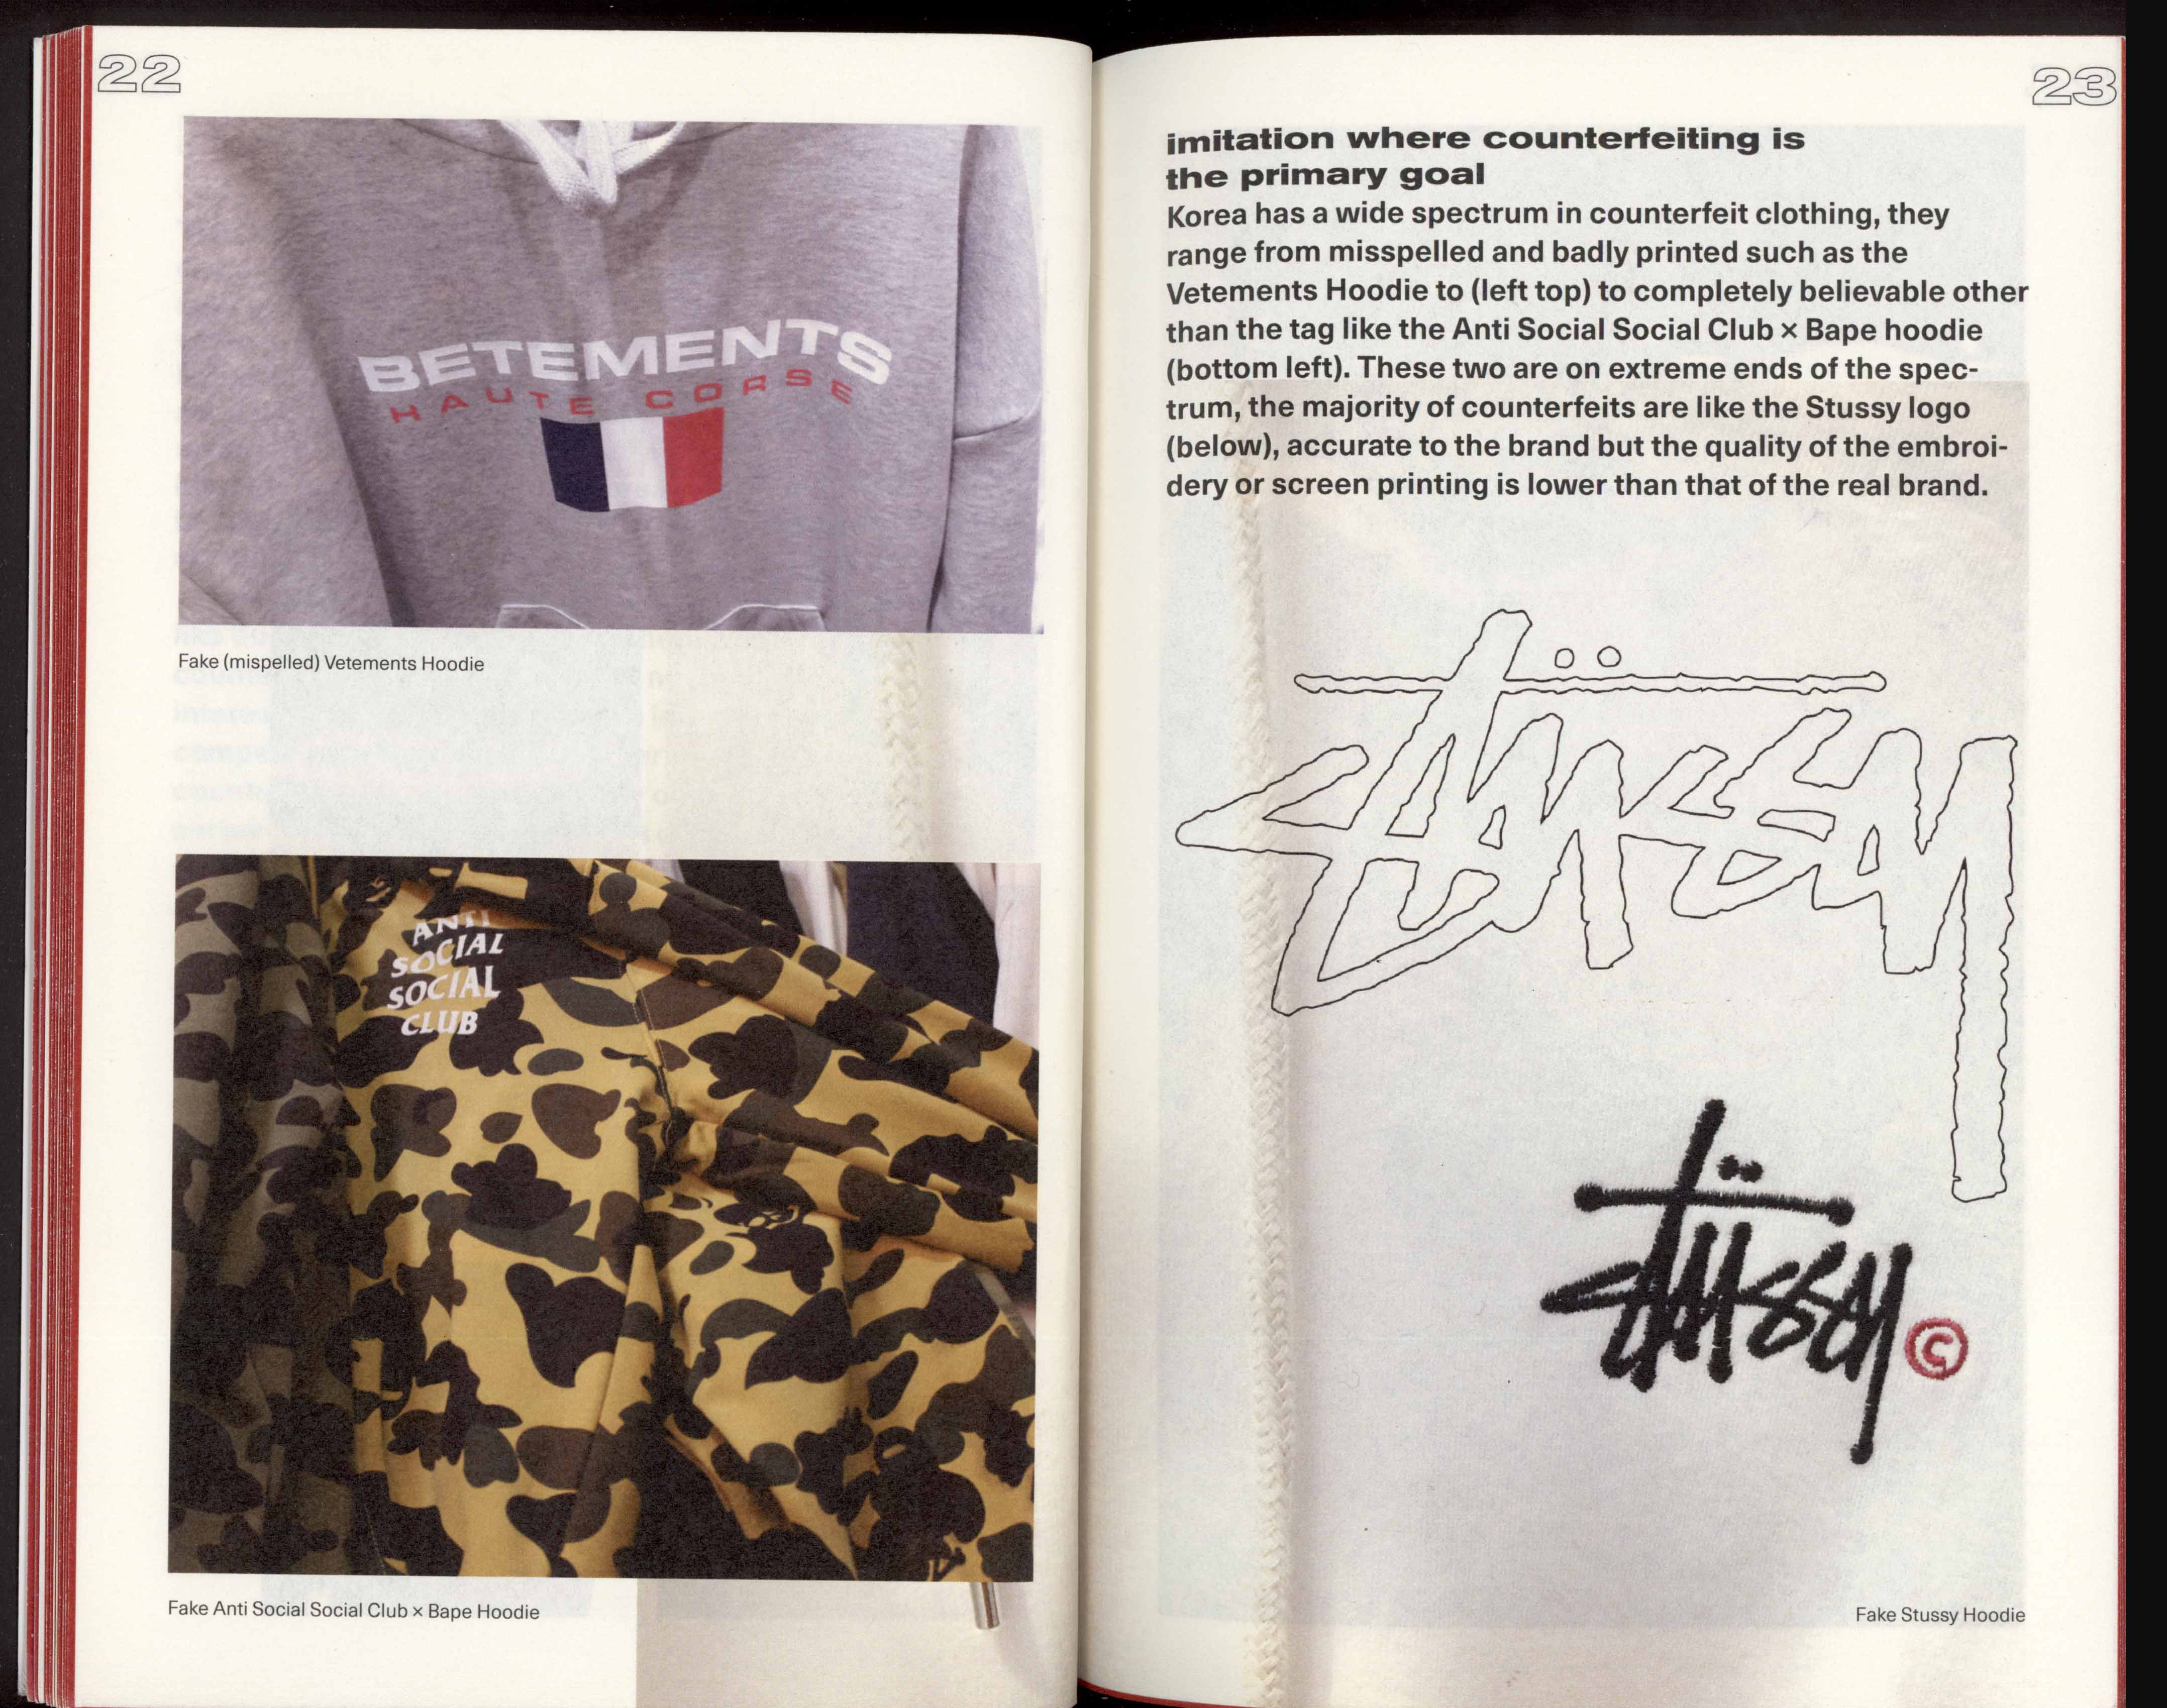 22
BETEMENTS
HAUTE CORSE
Fake (mispelled) Vetements Hoodie
ANTI
SOCIAL
SOCIAL
CLUB
Fake Anti Social Social Club × Bape Hoodie
23
imitation where counterfeiting is
the primary goal
Korea has a wide spectrum in counterfeit clothing, they
range from misspelled and badly printed such as the
Vetements Hoodie to (left top) to completely believable other
than the tag like the Anti Social Social Club × Bape hoodie
(bottom left). These two are on extreme ends of the spec-
trum, the majority of counterfeits are like the Stussy logo
(below), accurate to the brand but the quality of the embroi-
dery or screen printing is lower than that of the real brand.
Stüssy
Stüssy ©
Fake Stussy Hoodie